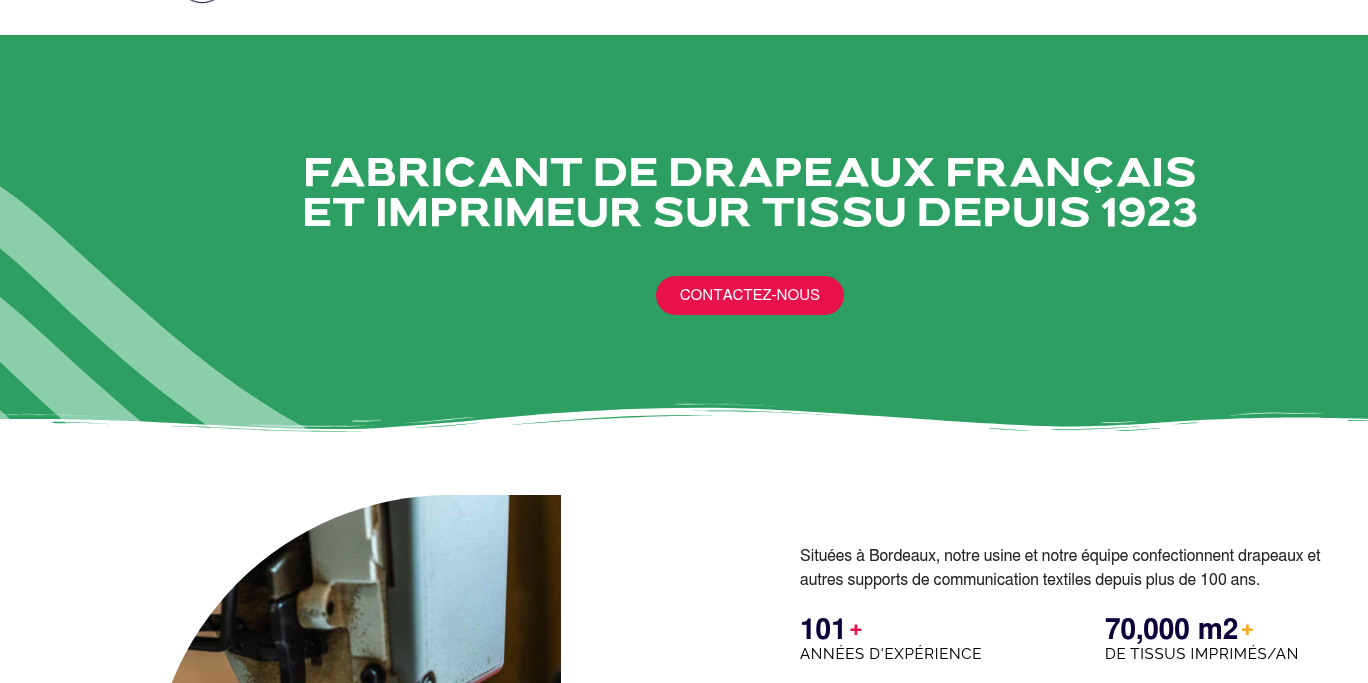 FABRICANT DE DRAPEAUX FRANÇAIS
ET IMPRIMEUR SUR TISSU DEPUIS 1923
CONTACTEZ-NOUS
Situées à Bordeaux, notre usine et notre équipe confectionnent drapeaux et
autres supports de communication textiles depuis plus de 100 ans.
101+
ANNÉES D'EXPÉRIENCE
70,000 m2+
DE TISSUS IMPRIMÉS/AN